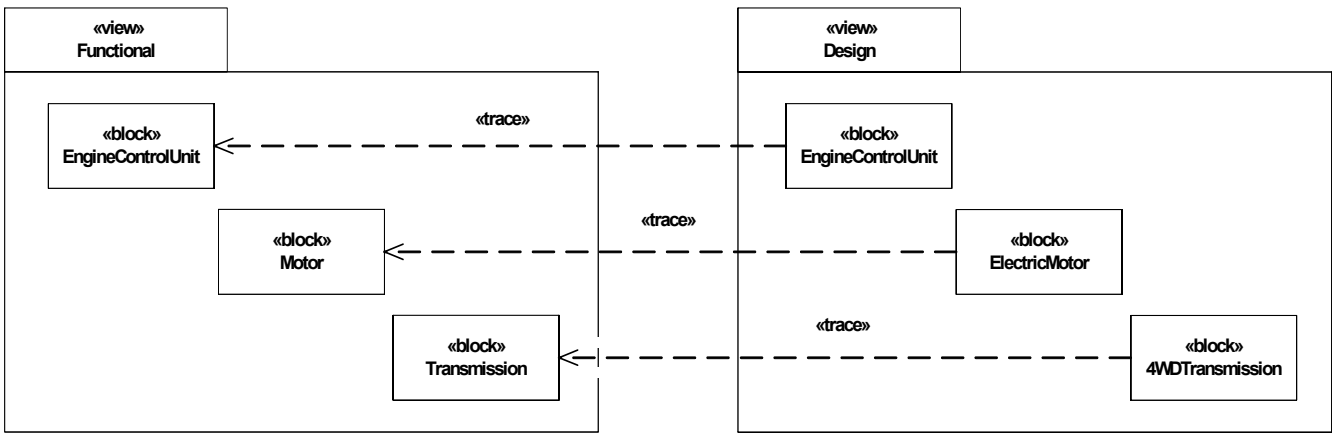 «view»
Functional
«view»
Design
«block»
EngineControlUnit
«trace»
«block»
EngineControlUnit
«block»
Motor
«trace»
«block»
ElectricMotor
«block»
Transmission
«trace»
«block»
4WDTransmission